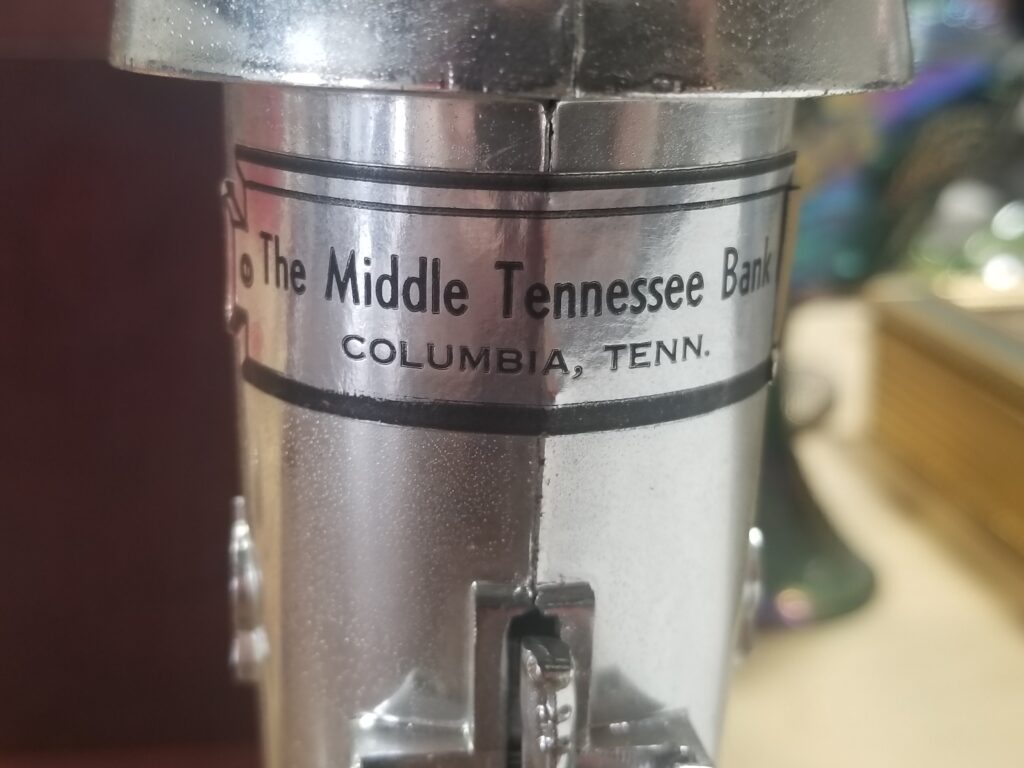 The Middle Tennessee Bank
COLUMBIA, TENN.